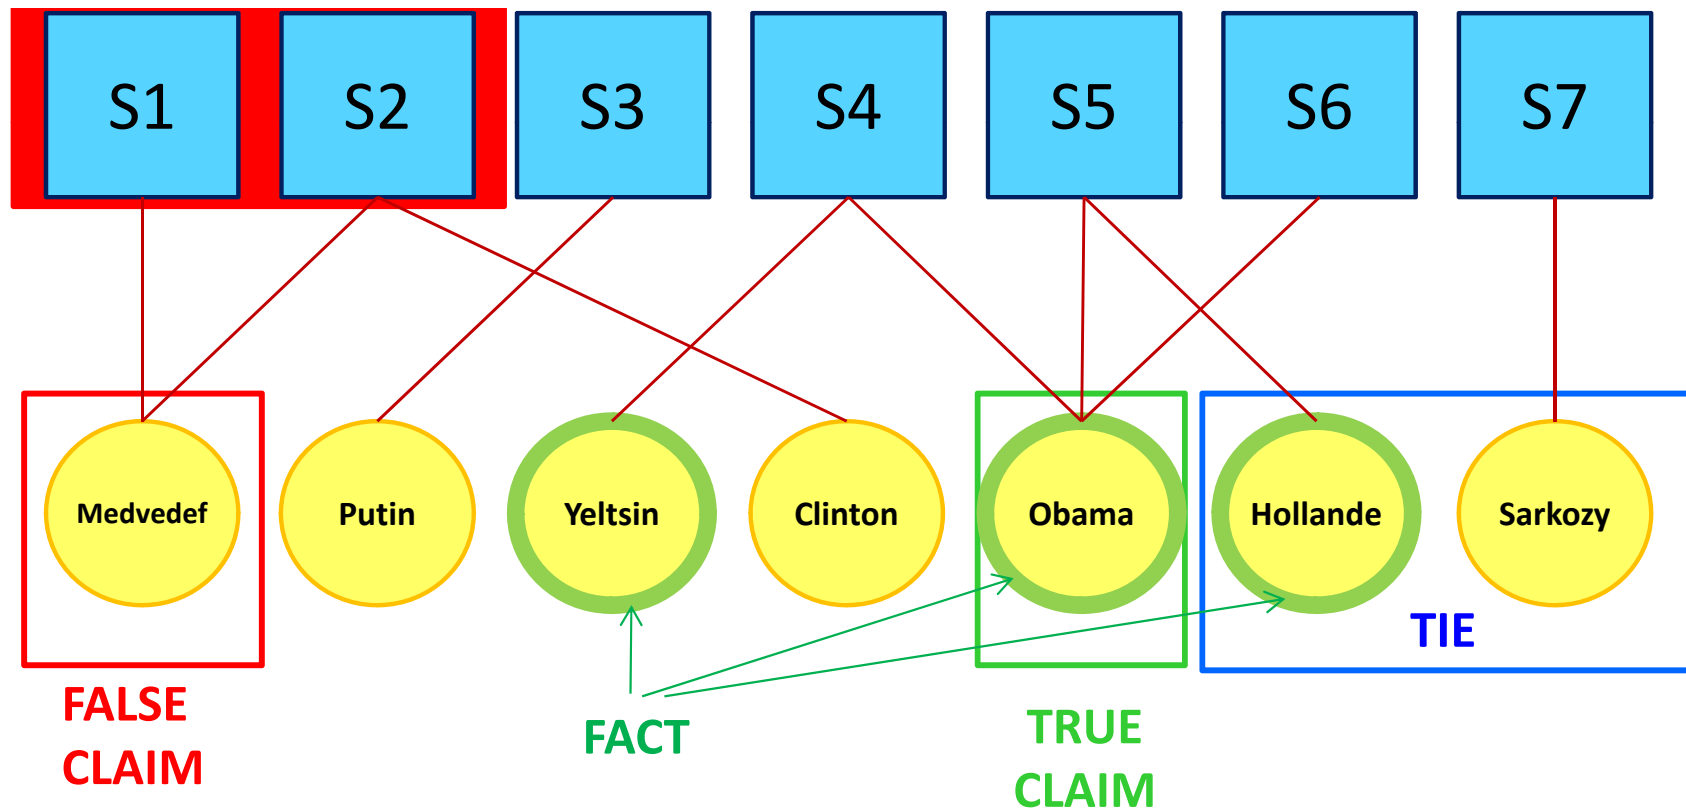 S1
S2
S3
S4
S5
S6
S7
Medvedef
Putin
Yeltsin
Clinton
Obama
Hollande
Sarkozy
TIE
FALSE
CLAIM
FACT
TRUE
CLAIM